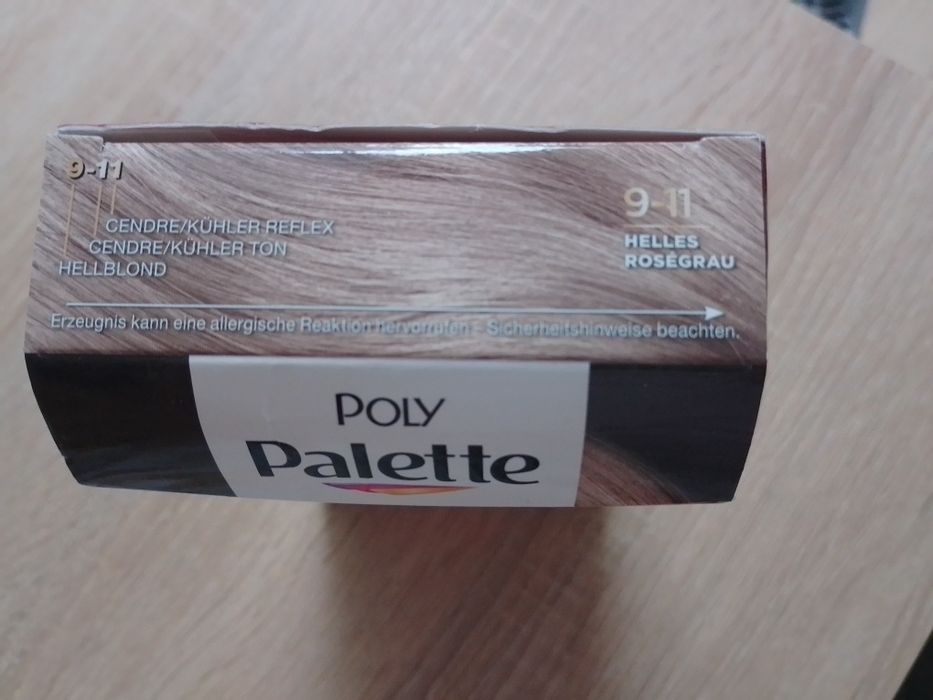 9-11
CENDRE/KÜHLER REFLEX
CENDRE/KÜHLER TON
HELLBLOND
9-11
HELLES
ROSÉGRAU
Erzeugnis kann eine allergische Reaktion hervorrufen - Sicherheitshinweise beachten.
POLY
Palette